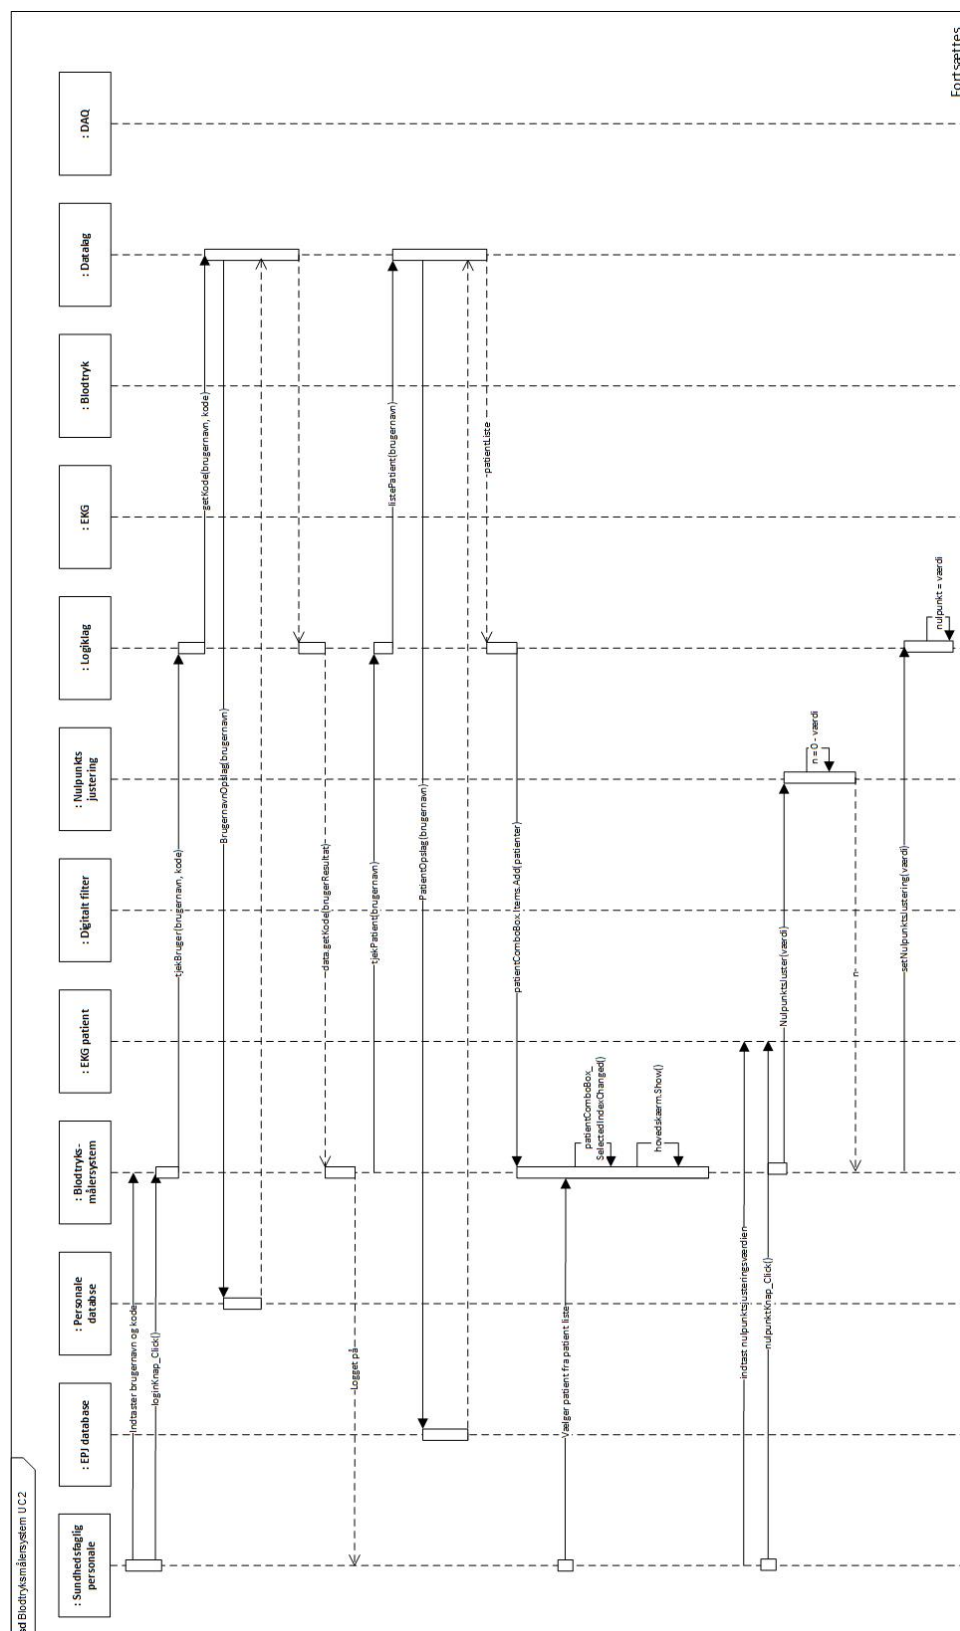 sd Blodtryksmålersystem UC2
: Sundhedsfaglig
personale
: EPJ database
: Personale
databse
: Blodtryks-
målersystem
: EKG patient
: Digitalt filter
: Nulpunkts
justering
: Logiklag
: EKG
: Blodtryk
: Datalag
: DAQ
Indtaster brugernavn og kode
loginKnap_Click()
tjekBruger(brugernavn, kode)
getKode(brugernavn, kode)
BrugernavnOpslag(brugernavn)
data.getKode(brugerResultat)
Logget på
tjekPatient(brugernavn)
listePatient(brugernavn)
PatientOpslag(brugernavn)
patientListe
patientComboBox.Items.Add(patienter)
Vælger patient fra patient liste
patientComboBox_
SelectedIndexChanged()
hovedskærm.Show()
indtast nulpunktsjusteringsværdien
nulpunktKnap_Click()
NulpunktsJuster(værdi)
n = 0 - værdi
n
setNulpunktsJustering(værdi)
nulpunkt = værdi
Fortsættes